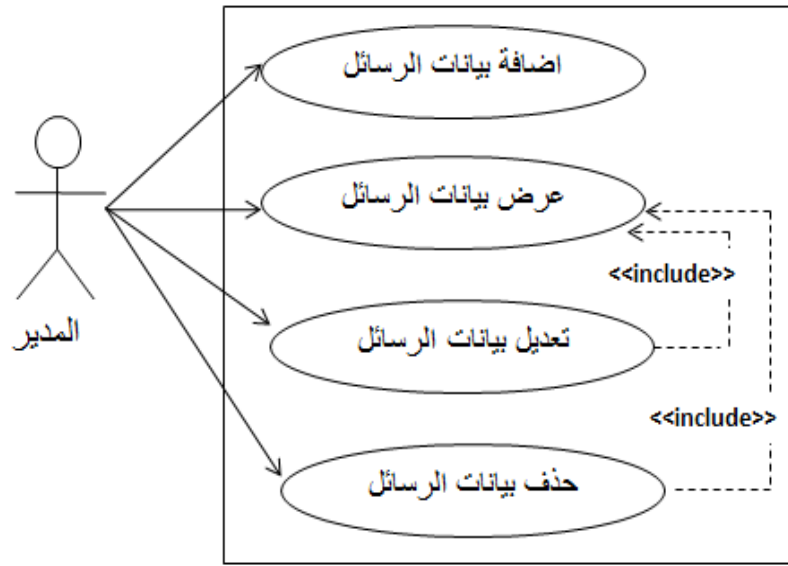 اضافة بيانات الرسائل
عرض بيانات الرسائل
<<include>>
المدير
تعديل بيانات الرسائل
<<include>>
حذف بيانات الرسائل